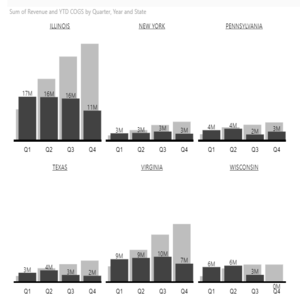 Sum of Revenue and YTD COGS by Quarter, Year and State
ILLINOIS NEW YORK PENNSYLVANIA
17M 16M 16M 11M 3M 3M 3M 3M 4M 4M 2M 3M
Q1 Q2 Q3 Q4 Q1 Q2 Q3 Q4 Q1 Q2 Q3 Q4
TEXAS VIRGINIA WISCONSIN
3M 4M 3M 2M 9M 9M 10M 7M 6M 6M 3M 0M
Q1 Q2 Q3 Q4 Q1 Q2 Q3 Q4 Q1 Q2 Q3 Q4